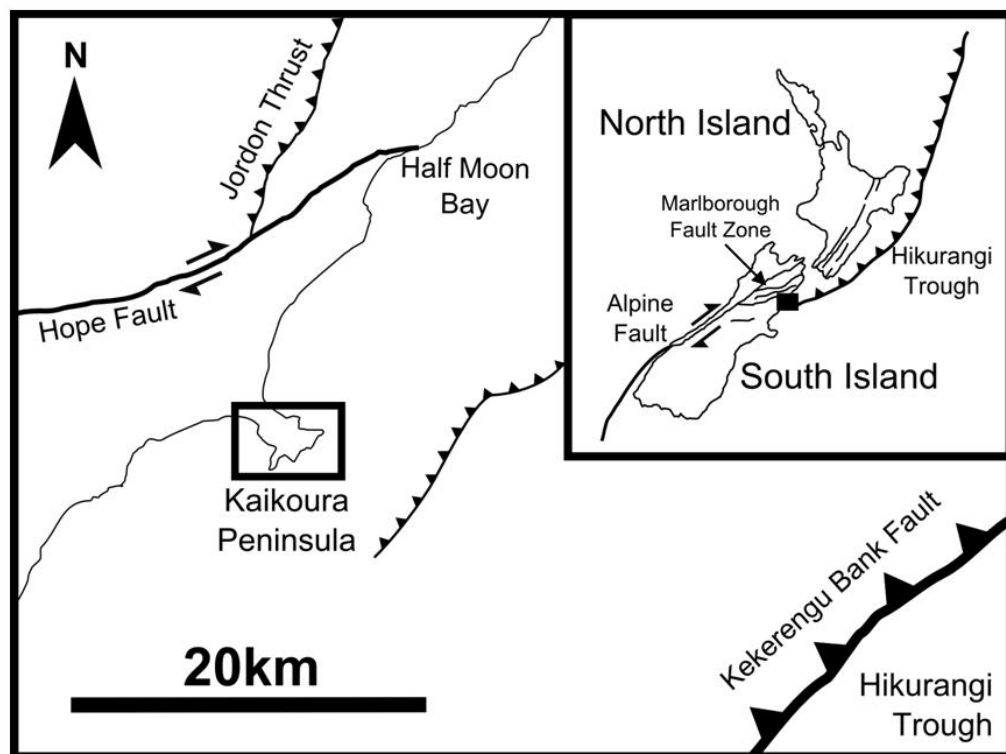 N
Jordon Thrust
Half Moon
Bay
Hope Fault
Kaikoura
Peninsula
20km
Kekerengu Bank Fault
Hikurangi
Trough
North Island
Marlborough
Fault Zone
Hikurangi
Trough
Alpine
Fault
South Island